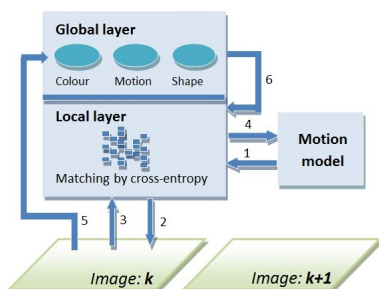 Global layer
Colour Motion Shape
6
Local layer
4
Motion
model
1
Matching by cross-entropy
5 3 2
Image: k
Image: k+1